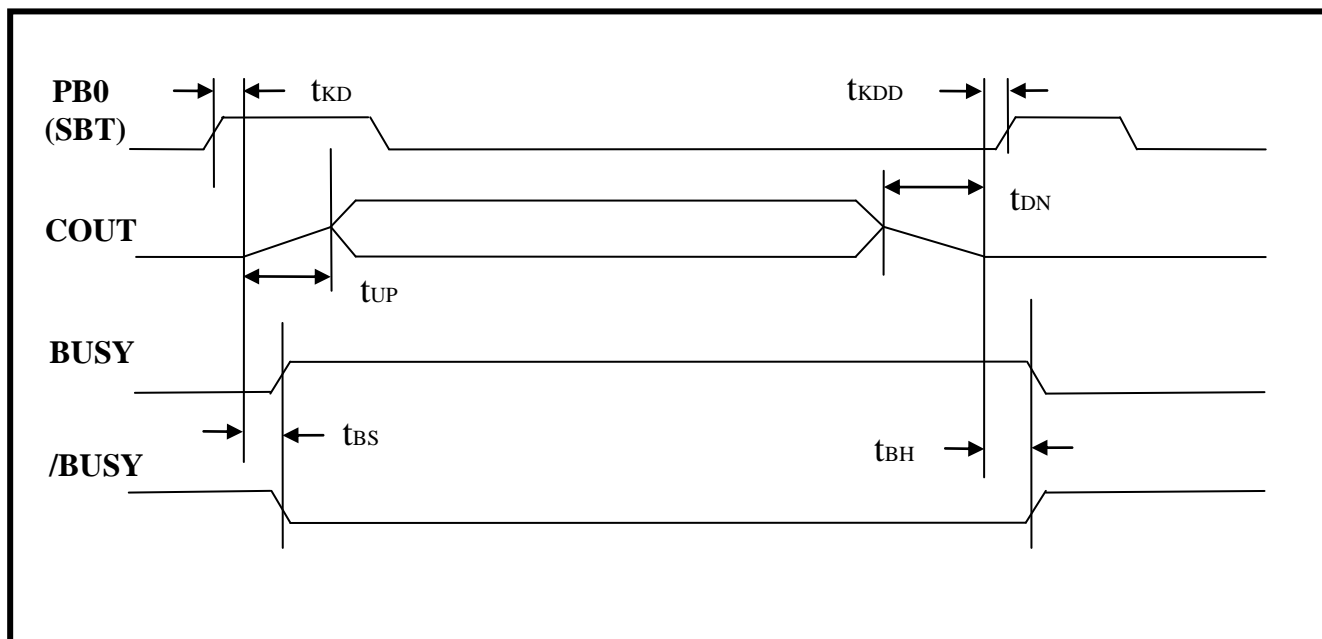 PB0 tKD tKDD
(SBT)
tDN
COUT
tUP
BUSY
tBS tBH
/BUSY